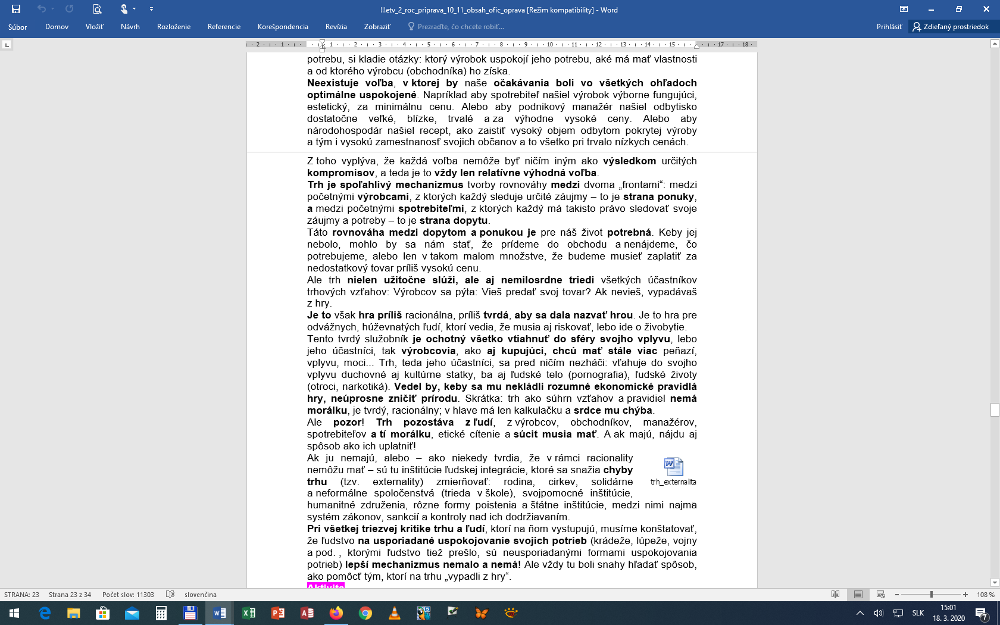 !!!etv_2_roc_priprava_10_11_obsah_ofic_oprava [Režim kompatibility] - Word
Súbor Domov Vložiť Návrh Rozloženie Referencie Korešpondencia Revízia Zobraziť Prezraďte, čo chcete robiť... Prihlásiť Zdieľaný prostriedok
2 1 1 2 3 4 5 6 7 8 9 10 11 12 13 14 15 17 18
potrebu, si kladie otázky: ktorý výrobok uspokojí jeho potrebu, aké má mať vlastnosti
a od ktorého výrobcu (obchodníka) ho získa.
Neexistuje voľba, v ktorej by naše očakávania boli vo všetkých ohľadoch
optimálne uspokojené. Napríklad aby spotrebiteľ našiel výrobok výborne fungujúci,
estetický, za minimálnu cenu. Alebo aby podnikový manažér našiel odbytisko
dostatočne veľké, blízke, trvalé a za výhodne vysoké ceny. Alebo aby
národohospodár našiel recept, ako zaistiť vysoký objem odbytom pokrytej výroby
a tým i vysokú zamestnanosť svojich občanov a to všetko pri trvalo nízkych cenách.
Z toho vyplýva, že každá voľba nemôže byť ničím iným ako výsledkom určitých
kompromisov, a teda je to vždy len relatívne výhodná voľba.
Trh je spoľahlivý mechanizmus tvorby rovnováhy medzi dvoma „frontami“: medzi
početnými výrobcami, z ktorých každý sleduje určité záujmy – to je strana ponuky,
a medzi početnými spotrebiteľmi, z ktorých každý má takisto právo sledovať svoje
záujmy a potreby – to je strana dopytu.
Táto rovnováha medzi dopytom a ponukou je pre náš život potrebná. Keby jej
nebolo, mohlo by sa nám stať, že prídeme do obchodu a nenájdeme, čo
potrebujeme, alebo len v takom malom množstve, že budeme musieť zaplatiť za
nedostatkový tovar príliš vysokú cenu.
Ale trh nielen užitočne slúži, ale aj nemilosrdne triedi všetkých účastníkov
trhových vzťahov: Výrobcov sa pýta: Vieš predať svoj tovar? Ak nevieš, vypadávaš
z hry.
Je to však hra príliš racionálna, príliš tvrdá, aby sa dala nazvať hrou. Je to hra pre
odvážnych, húževnatých ľudí, ktorí vedia, že musia aj riskovať, lebo ide o živobytie.
Tento tvrdý služobník je ochotný všetko vtiahnuť do sféry svojho vplyvu, lebo
jeho účastníci, tak výrobcovia, ako aj kupujúci, chcú mať stále viac peňazí,
vplyvu, moci... Trh, teda jeho účastníci, sa pred ničím nezháči: vťahuje do svojho
vplyvu duchovné aj kultúrne statky, ba aj ľudské telo (pornografia), ľudské životy
(otroci, narkotiká). Vedel by, keby sa mu nekládli rozumné ekonomické pravidlá
hry, neúprosne zničiť prírodu. Skrátka: trh ako súhrn vzťahov a pravidiel nemá
morálku, je tvrdý, racionálny; v hlave má len kalkulačku a srdce mu chýba.
Ale pozor! Trh pozostáva z ľudí, z výrobcov, obchodníkov, manažérov,
spotrebiteľov a tí morálku, etické cítenie a súcit musia mať. A ak majú, nájdu aj
spôsob ako ich uplatniť!
Ak ju nemajú, alebo – ako niekedy tvrdia, že v rámci racionality
nemôžu mať – sú tu inštitúcie ľudskej integrácie, ktoré sa snažia chyby
trhu (tzv. externality) zmierňovať: rodina, cirkev, solidárne
trh_externalita
a neformálne spoločenstvá (trieda v škole), svojpomocné inštitúcie,
humanitné združenia, rôzne formy poistenia a štátne inštitúcie, medzi nimi najmä
systém zákonov, sankcií a kontroly nad ich dodržiavaním.
Pri všetkej triezvej kritike trhu a ľudí, ktorí na ňom vystupujú, musíme konštatovať,
že ľudstvo na usporiadané uspokojovanie svojich potrieb (krádeže, lúpeže, vojny
a pod. , ktorými ľudstvo tiež prešlo, sú neusporiadanými formami uspokojovania
potrieb) lepší mechanizmus nemalo a nemá! Ale vždy tu boli snahy hľadať spôsob,
ako pomôcť tým, ktorí na trhu „vypadli z hry“.
Aktivita
STRANA: 23 Strana 23 z 34 Počet slov: 11303 slovenčina 108 %
SLK 15:01
18. 3. 2020 7